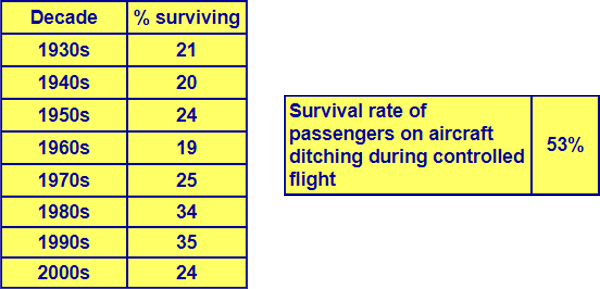 Decade % surviving
1930s 21
1940s 20
1950s 24
1960s 19
1970s 25
1980s 34
1990s 35
2000s 24
Survival rate of
passengers on aircraft
ditching during controlled
flight
53%